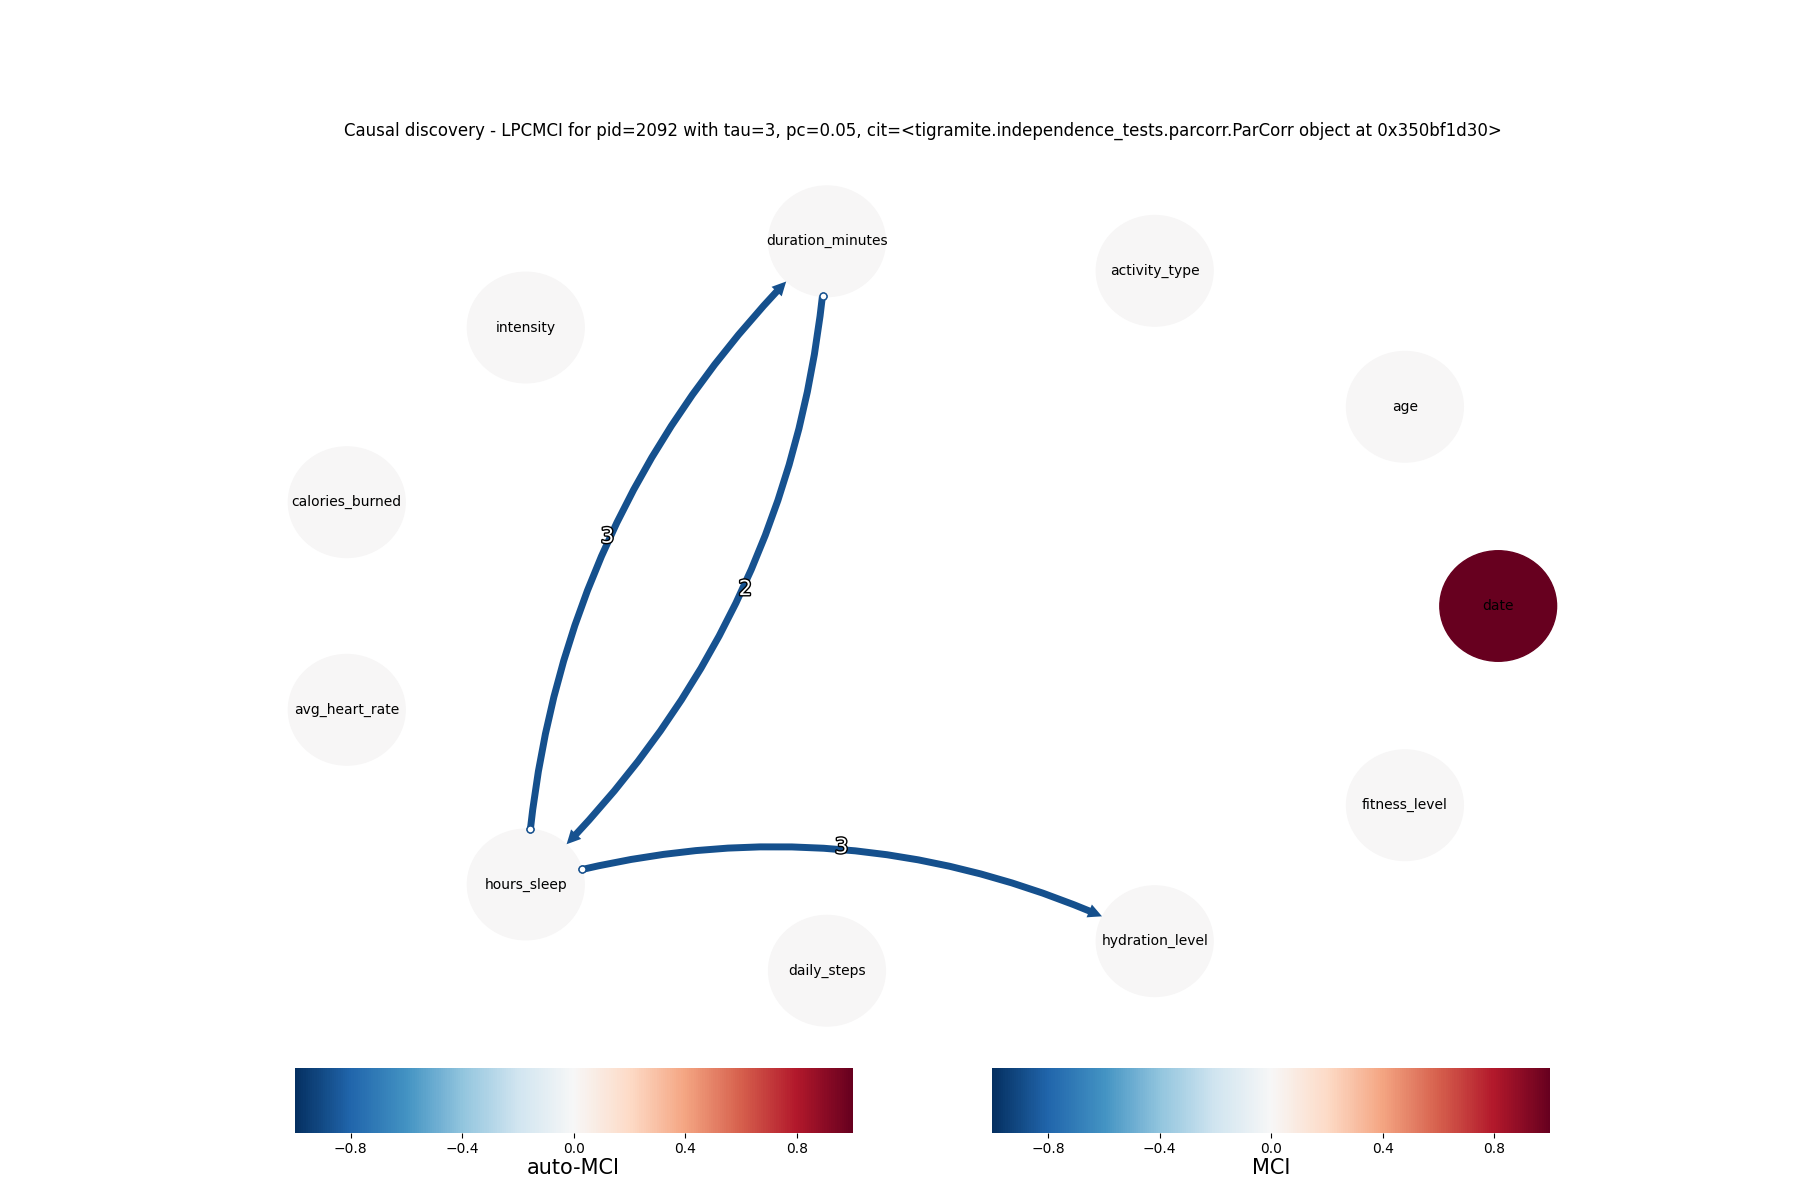 Causal discovery - LPCMCI for pid=2092 with tau=3, pc=0.05, cit=<tigramite.independence_tests.parcorr.ParCorr object at 0x350bf1d30>
duration_minutes
activity_type
intensity
age
calories_burned
3
2
date
avg_heart_rate
fitness_level
3
hours_sleep
hydration_level
daily_steps
−0.8 −0.4 0.0 0.4 0.8
auto-MCI
−0.8 −0.4 0.0 0.4 0.8
MCI